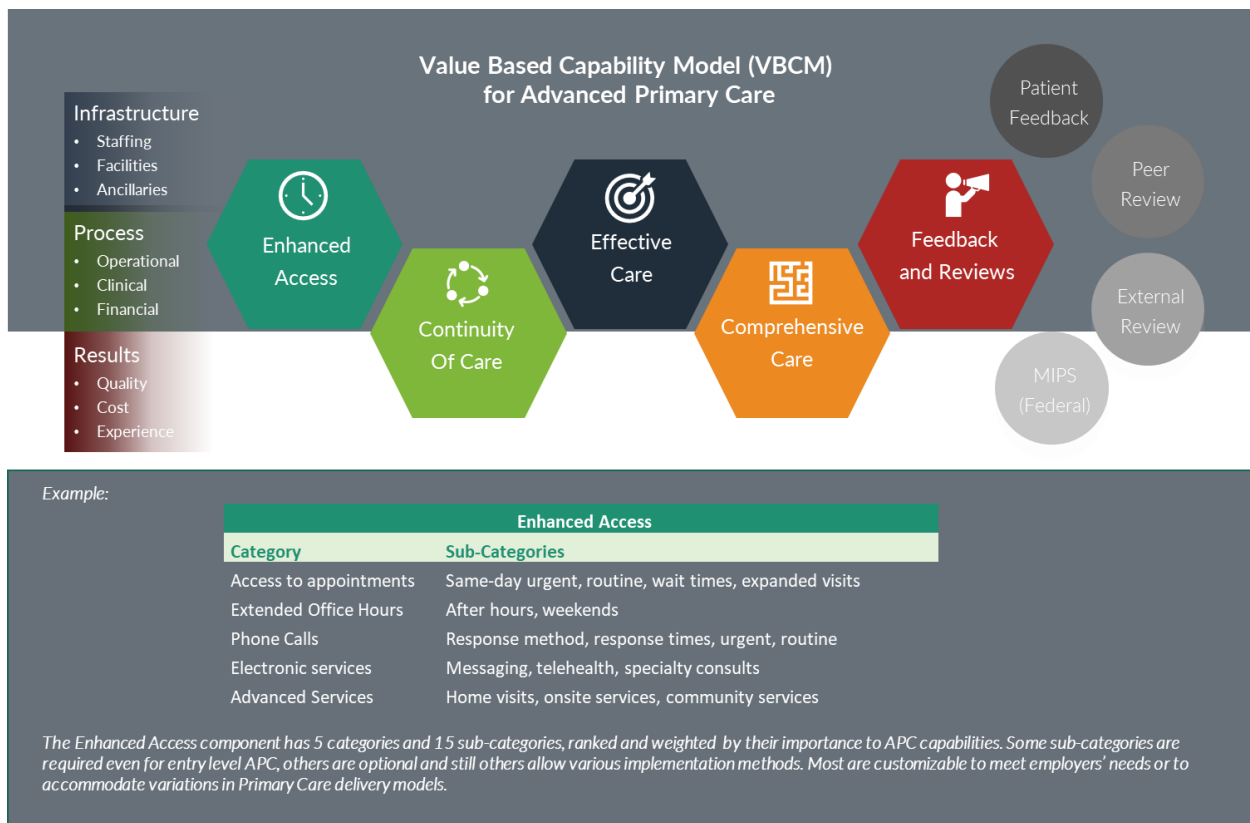 Value Based Capability Model (VBCM)
for Advanced Primary Care
Infrastructure
• Staffing
• Facilities
• Ancillaries
Process
• Operational
• Clinical
• Financial
Results
• Quality
• Cost
• Experience
Enhanced
Access
Continuity
Of Care
Effective
Care
Comprehensive
Care
Feedback
and Reviews
Patient
Feedback
Peer
Review
External
Review
MIPS
(Federal)
Example:
Enhanced Access
Category Sub-Categories
Access to appointments Same-day urgent, routine, wait times, expanded visits
Extended Office Hours After hours, weekends
Phone Calls Response method, response times, urgent, routine
Electronic services Messaging, telehealth, specialty consults
Advanced Services Home visits, onsite services, community services
The Enhanced Access component has 5 categories and 15 sub-categories, ranked and weighted by their importance to APC capabilities. Some sub-categories are
required even for entry level APC, others are optional and still others allow various implementation methods. Most are customizable to meet employers' needs or to
accommodate variations in Primary Care delivery models.